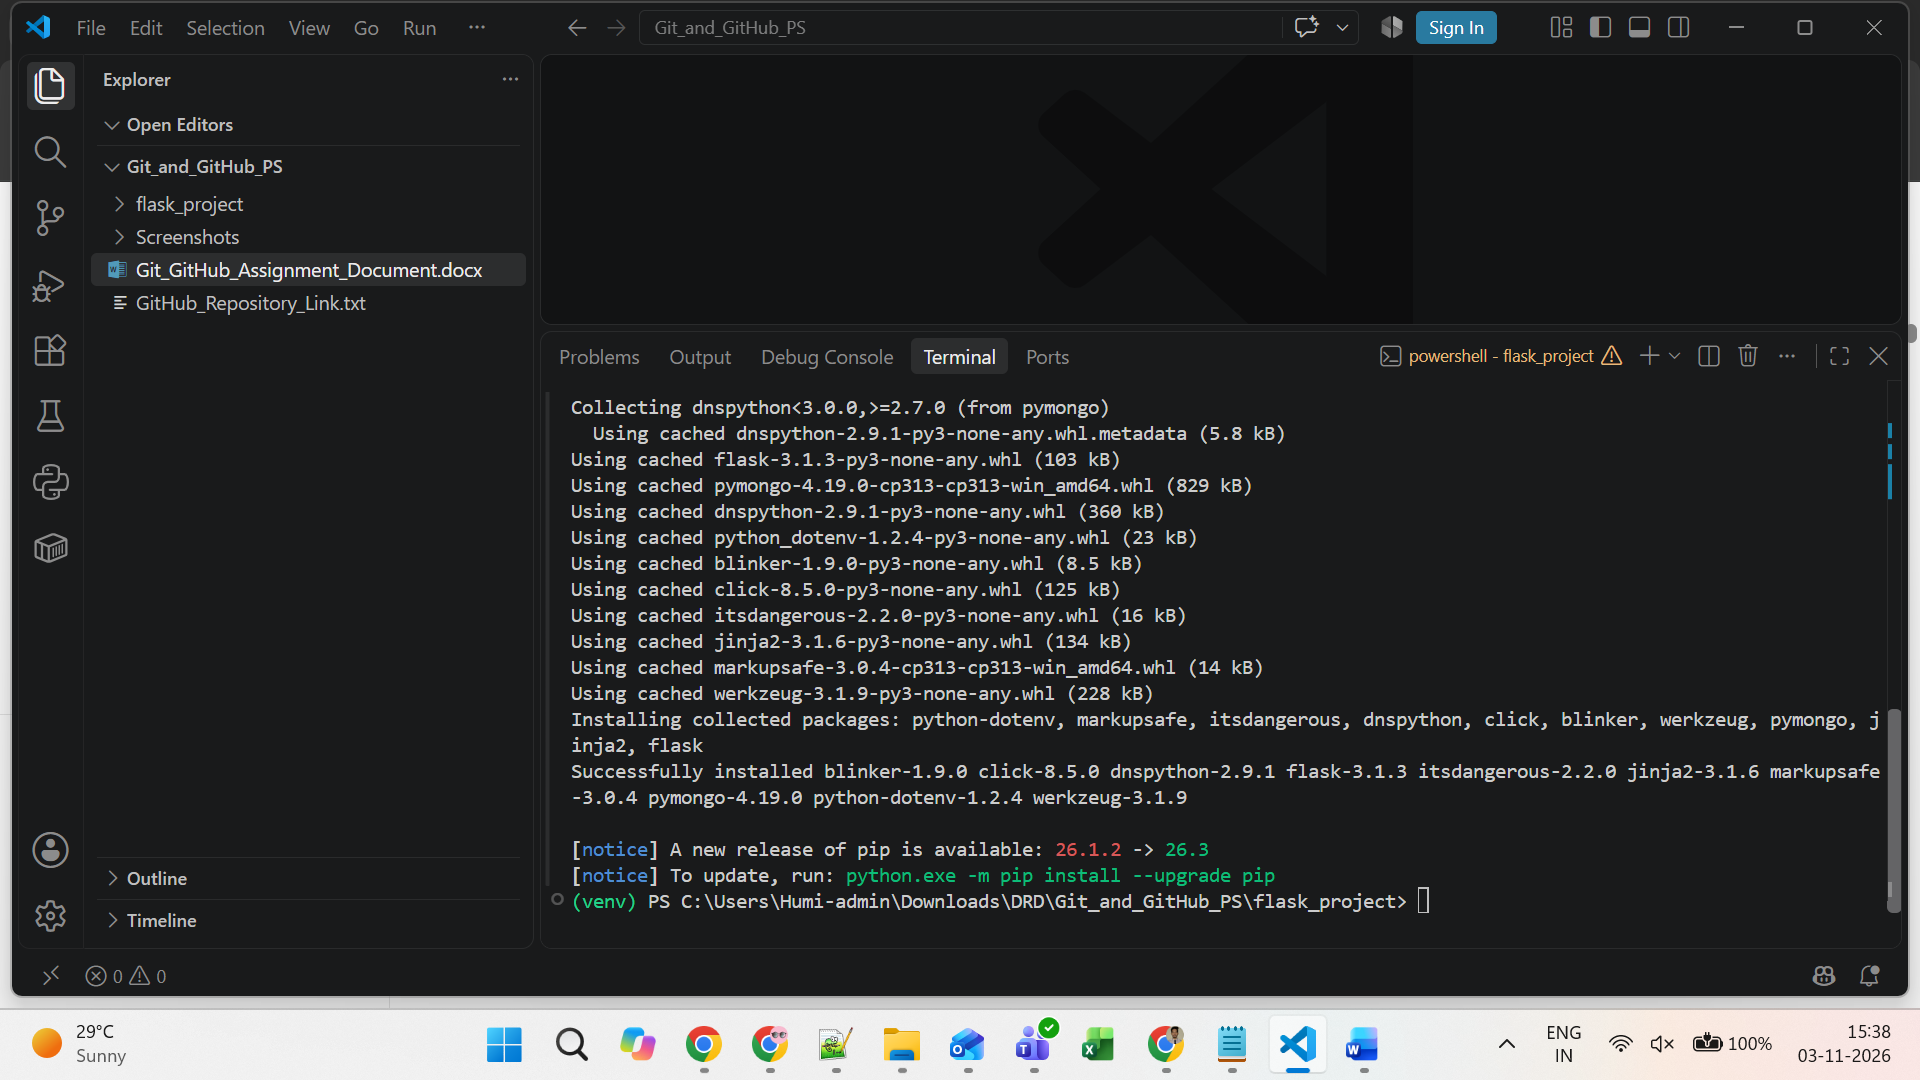 File Edit Selection View Go Run ···
Git_and_GitHub_PS
Sign In
Explorer
Open Editors
Git_and_GitHub_PS
flask_project
Screenshots
Git_GitHub_Assignment_Document.docx
GitHub_Repository_Link.txt
Outline
Timeline
Problems Output Debug Console Terminal Ports
powershell - flask_project
Collecting dnspython<3.0.0,>=2.7.0 (from pymongo)
Using cached dnspython-2.9.1-py3-none-any.whl.metadata (5.8 kB)
Using cached flask-3.1.3-py3-none-any.whl (103 kB)
Using cached pymongo-4.19.0-cp313-cp313-win_amd64.whl (829 kB)
Using cached dnspython-2.9.1-py3-none-any.whl (360 kB)
Using cached python_dotenv-1.2.4-py3-none-any.whl (23 kB)
Using cached blinker-1.9.0-py3-none-any.whl (8.5 kB)
Using cached click-8.5.0-py3-none-any.whl (125 kB)
Using cached itsdangerous-2.2.0-py3-none-any.whl (16 kB)
Using cached jinja2-3.1.6-py3-none-any.whl (134 kB)
Using cached markupsafe-3.0.4-cp313-cp313-win_amd64.whl (14 kB)
Using cached werkzeug-3.1.9-py3-none-any.whl (228 kB)
Installing collected packages: python-dotenv, markupsafe, itsdangerous, dnspython, click, blinker, werkzeug, pymongo, j
inja2, flask
Successfully installed blinker-1.9.0 click-8.5.0 dnspython-2.9.1 flask-3.1.3 itsdangerous-2.2.0 jinja2-3.1.6 markupsafe
-3.0.4 pymongo-4.19.0 python-dotenv-1.2.4 werkzeug-3.1.9
[notice] A new release of pip is available: 26.1.2 -> 26.3
[notice] To update, run: python.exe -m pip install --upgrade pip
(venv) PS C:\Users\Humi-admin\Downloads\DRD\Git_and_GitHub_PS\flask_project>
0 0
29°C
Sunny
ENG
IN
100%
15:38
03-11-2026